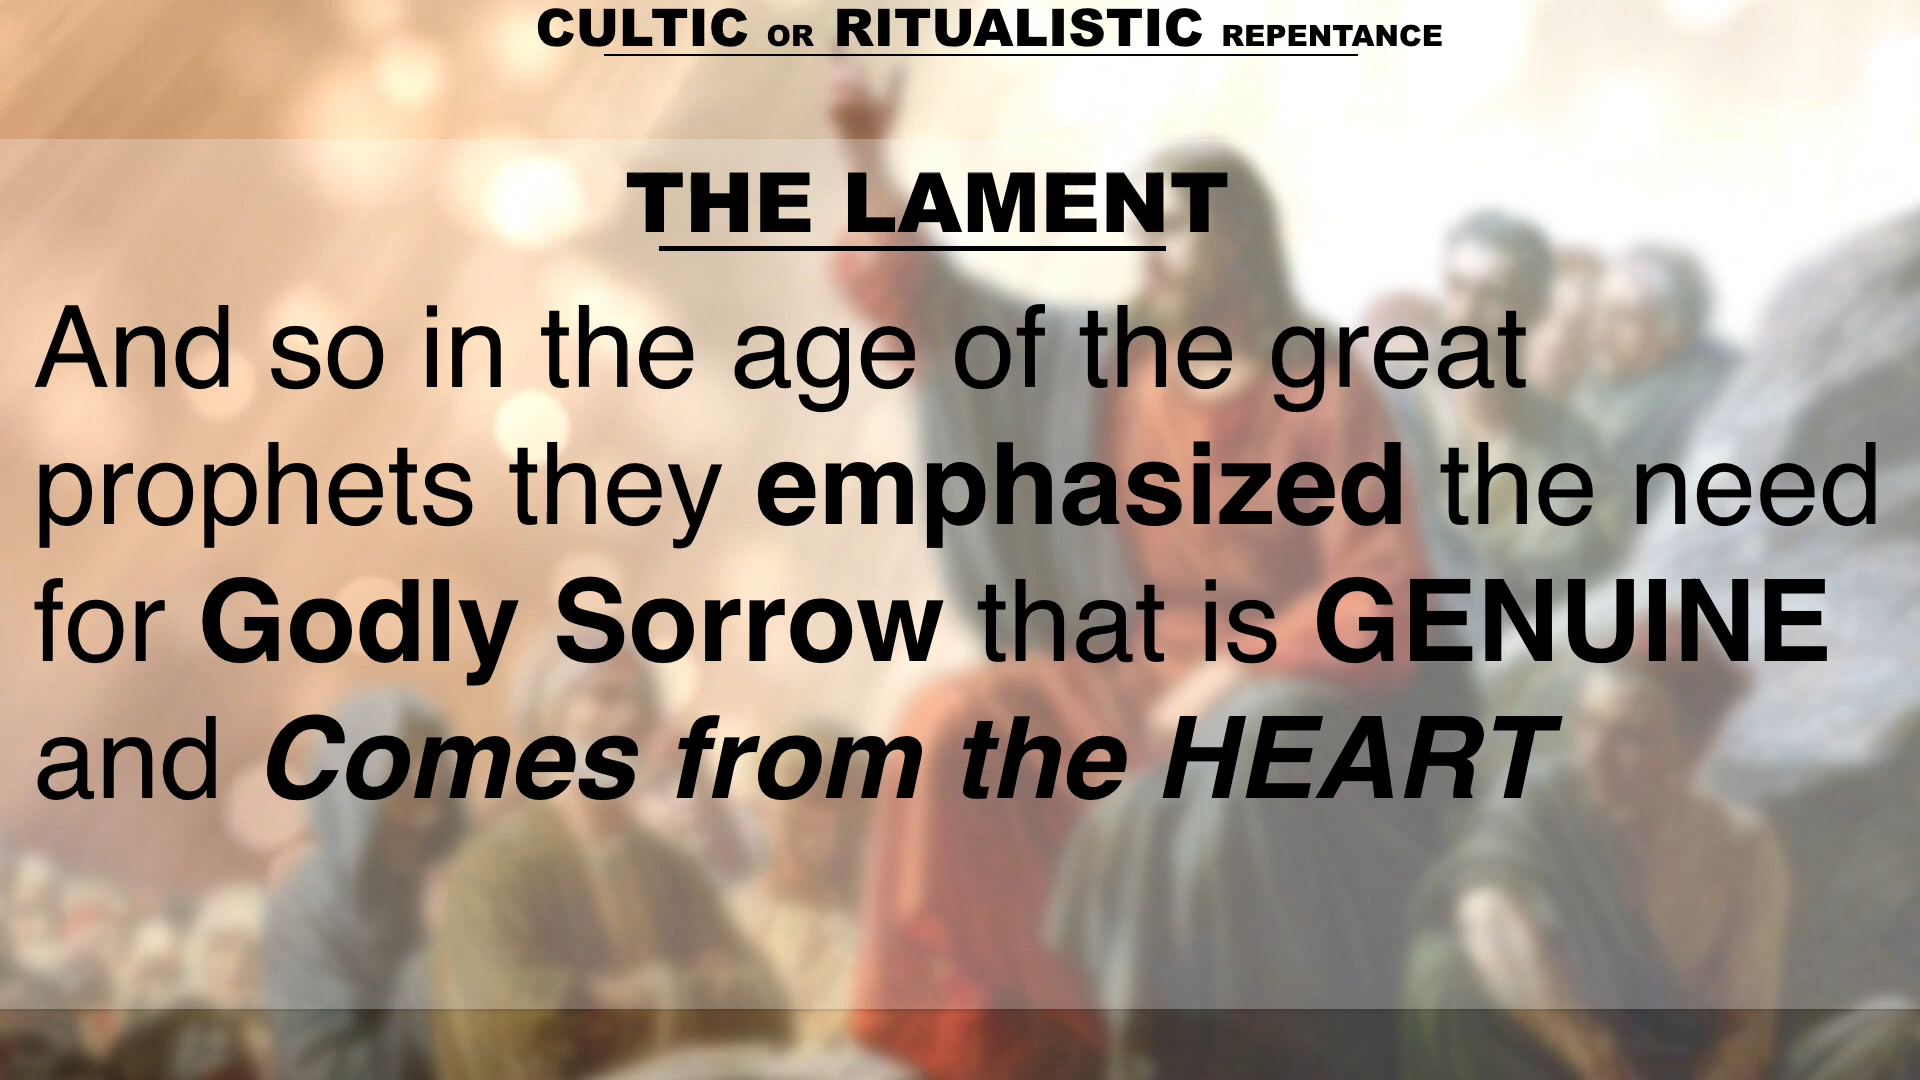 CULTIC OR RITUALISTIC REPENTANCE
THE LAMENT
And so in the age of the great
prophets they emphasized the need
for Godly Sorrow that is GENUINE
and Comes from the HEART